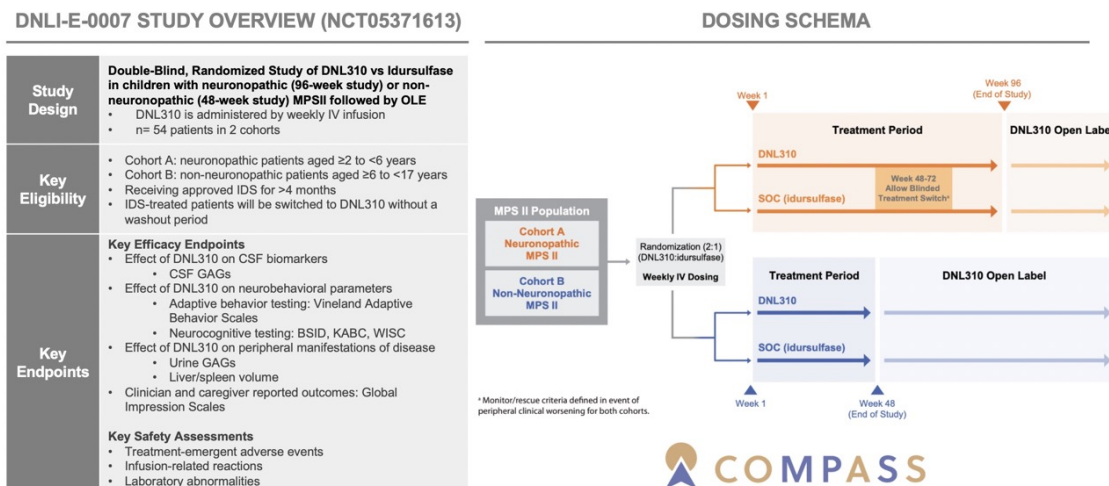 DNLI-E-0007 STUDY OVERVIEW (NCT05371613)
Study
Design
Double-Blind, Randomized Study of DNL310 vs Idursulfase
in children with neuronopathic (96-week study) or non-
neuronopathic (48-week study) MPSII followed by OLE
• DNL310 is administered by weekly IV infusion
• n= 54 patients in 2 cohorts
Key
Eligibility
• Cohort A: neuronopathic patients aged ≥2 to <6 years
• Cohort B: non-neuronopathic patients aged ≥6 to <17 years
• Receiving approved IDS for >4 months
• IDS-treated patients will be switched to DNL310 without a
washout period
Key
Endpoints
Key Efficacy Endpoints
• Effect of DNL310 on CSF biomarkers
• CSF GAGs
• Effect of DNL310 on neurobehavioral parameters
• Adaptive behavior testing: Vineland Adaptive
Behavior Scales
• Neurocognitive testing: BSID, KABC, WISC
• Effect of DNL310 on peripheral manifestations of disease
• Urine GAGs
• Liver/spleen volume
• Clinician and caregiver reported outcomes: Global
Impression Scales
Key Safety Assessments
• Treatment-emergent adverse events
• Infusion-related reactions
• Laboratory abnormalities
DOSING SCHEMA
Week 1
Week 96
(End of Study)
Treatment Period
DNL310 Open Labe
DNL310
Week 48-72
Allow Blinded
Treatment Switchª
SOC (idursulfase)
MPS II Population
Cohort A
Neuronopathic
MPS II
Cohort B
Non-Neuronopathic
MPS II
Randomization (2:1)
(DNL310:idursulfase)
Weekly IV Dosing
Treatment Period
DNL310 Open Label
DNL310
SOC (idursulfase)
Week 1
Week 48
(End of Study)
ª Monitor/rescue criteria defined in event of
peripheral clinical worsening for both cohorts.
COMPASS